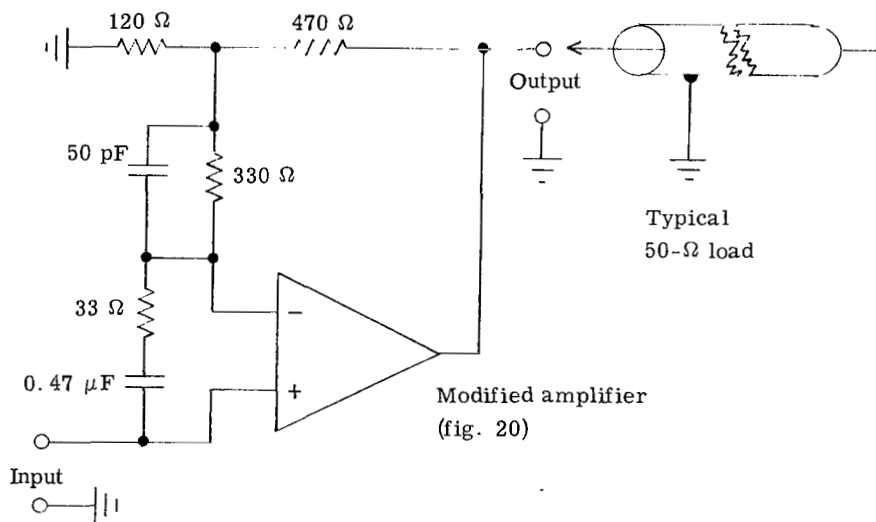 120 Ω
470 Ω
Output
50 pF
330 Ω
Typical
50-Ω load
33 Ω
−
0.47 μF
+
Modified amplifier
(fig. 20)
Input